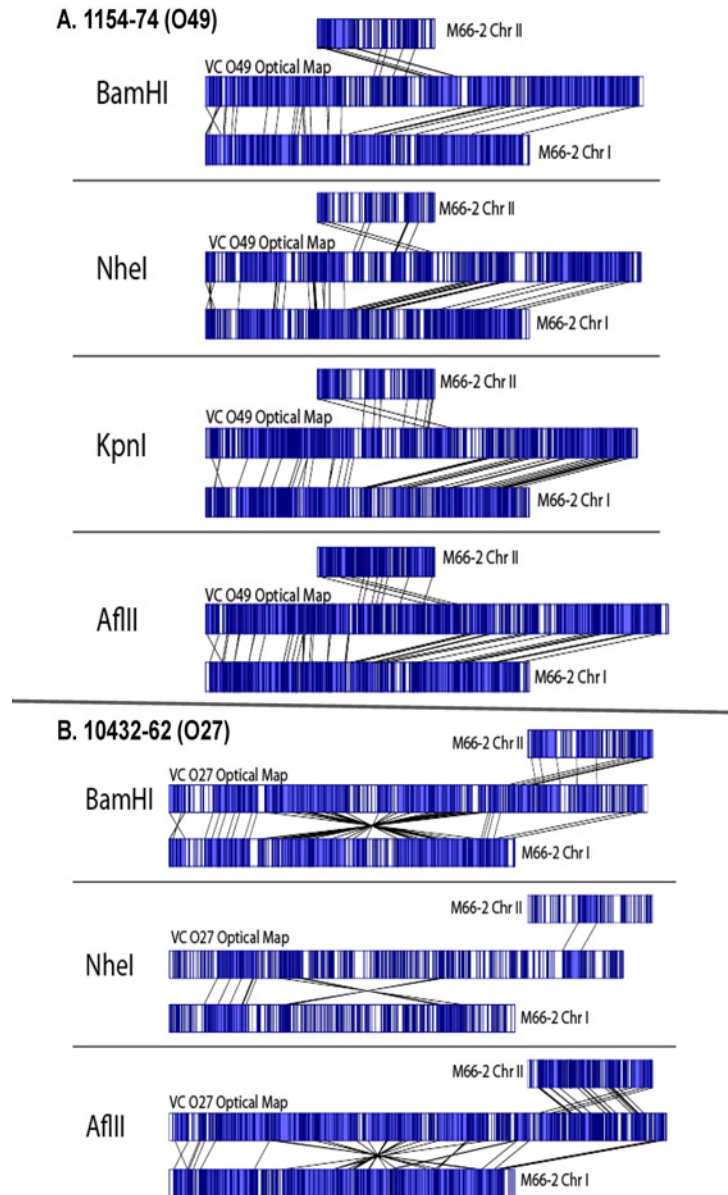 A. 1154-74 (O49)
M66-2 Chr II
VC O49 Optical Map
BamHI
M66-2 Chr I
M66-2 Chr II
VC O49 Optical Map
NheI
M66-2 Chr I
M66-2 Chr II
VC O49 Optical Map
KpnI
M66-2 Chr I
M66-2 Chr II
VC O49 Optical Map
AflII
M66-2 Chr I
B. 10432-62 (O27)
M66-2 Chr II
VC O27 Optical Map
BamHI
M66-2 Chr I
M66-2 Chr II
VC O27 Optical Map
NheI
M66-2 Chr I
M66-2 Chr II
VC O27 Optical Map
AflII
M66-2 Chr I